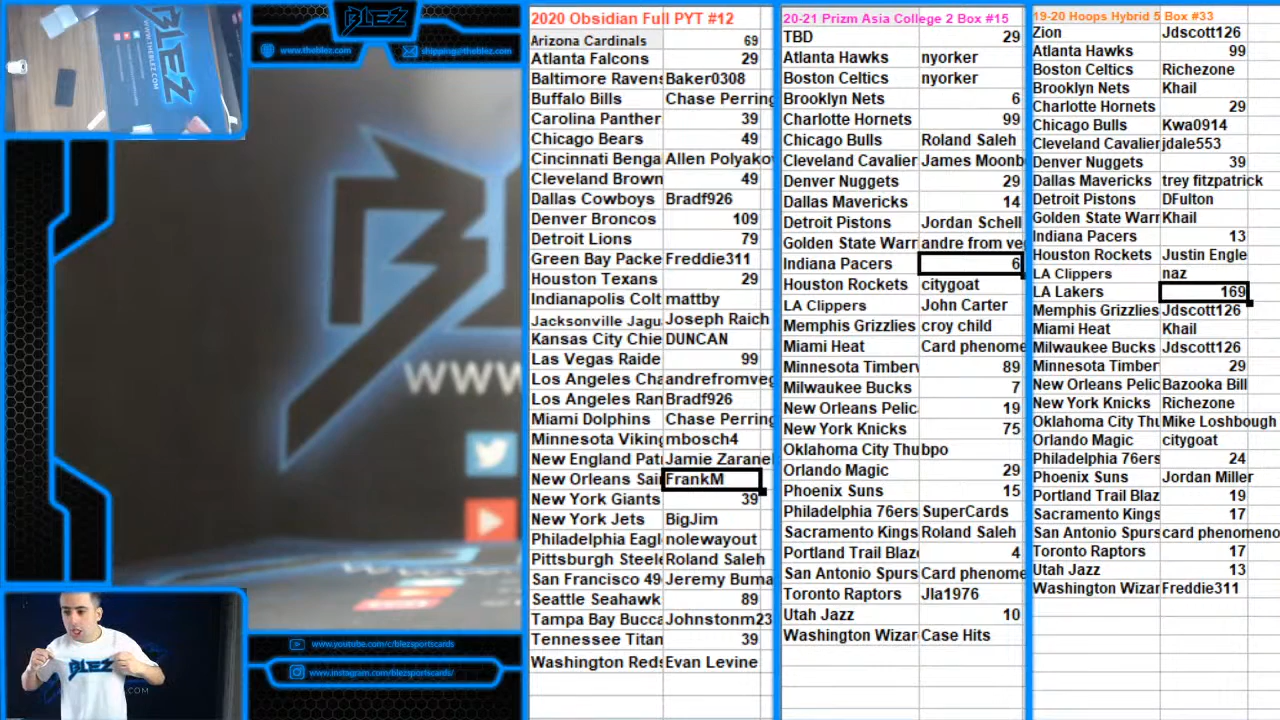 BLEZ
WWW.THEBLEZ.COM
BLEZ
www.theblez.com
shipping@theblez.com
www
BLEZ
.COM
www.youtube.com/c/blezsportscards
www.instagram.com/blezsportscards/
2020 Obsidian Full PYT #12
Arizona Cardinals 69
Atlanta Falcons 29
Baltimore Ravens Baker0308
Buffalo Bills Chase Perring
Carolina Panther 39
Chicago Bears 49
Cincinnati Benga Allen Polyakov
Cleveland Brown 49
Dallas Cowboys Bradf926
Denver Broncos 109
Detroit Lions 79
Green Bay Packe Freddie311
Houston Texans 29
Indianapolis Colt mattby
Jacksonville Jagu Joseph Raich
Kansas City Chie DUNCAN
Las Vegas Raide 99
Los Angeles Cha andrefromveg
Los Angeles Ran Bradf926
Miami Dolphins Chase Perring
Minnesota Viking mbosch4
New England Pat Jamie Zaranel
New Orleans Sai FrankM
New York Giants 39
New York Jets BigJim
Philadelphia Eagl nolewayout
Pittsburgh Steele Roland Saleh
San Francisco 49 Jeremy Buma
Seattle Seahawk 89
Tampa Bay Bucca Johnstonm23
Tennessee Titan 39
Washington Reds Evan Levine
20-21 Prizm Asia College 2 Box #15
TBD 29
Atlanta Hawks nyorker
Boston Celtics nyorker
Brooklyn Nets 6
Charlotte Hornets 99
Chicago Bulls Roland Saleh
Cleveland Cavalier James Moonb
Denver Nuggets 29
Dallas Mavericks 14
Detroit Pistons Jordan Schell
Golden State Warr andre from ve
Indiana Pacers 6
Houston Rockets citygoat
LA Clippers John Carter
Memphis Grizzlies croy child
Miami Heat Card phenome
Minnesota Timberv 89
Milwaukee Bucks 7
New Orleans Pelic 19
New York Knicks 75
Oklahoma City Thu bpo
Orlando Magic 29
Phoenix Suns 15
Philadelphia 76ers SuperCards
Sacramento Kings Roland Saleh
Portland Trail Blaz 4
San Antonio Spurs Card phenome
Toronto Raptors Jla1976
Utah Jazz 10
Washington Wizar Case Hits
19-20 Hoops Hybrid 5 Box #33
Zion Jdscott126
Atlanta Hawks 99
Boston Celtics Richezone
Brooklyn Nets Khail
Charlotte Hornets 29
Chicago Bulls Kwa0914
Cleveland Cavalier jdale553
Denver Nuggets 39
Dallas Mavericks trey fitzpatrick
Detroit Pistons DFulton
Golden State Warr Khail
Indiana Pacers 13
Houston Rockets Justin Engle
LA Clippers naz
LA Lakers 169
Memphis Grizzlies Jdscott126
Miami Heat Khail
Milwaukee Bucks Jdscott126
Minnesota Timber 29
New Orleans Pelic Bazooka Bill
New York Knicks Richezone
Oklahoma City Thu Mike Loshbough
Orlando Magic citygoat
Philadelphia 76ers 24
Phoenix Suns Jordan Miller
Portland Trail Blaz 19
Sacramento Kings 17
San Antonio Spurs card phenomeno
Toronto Raptors 17
Utah Jazz 13
Washington Wizar Freddie311